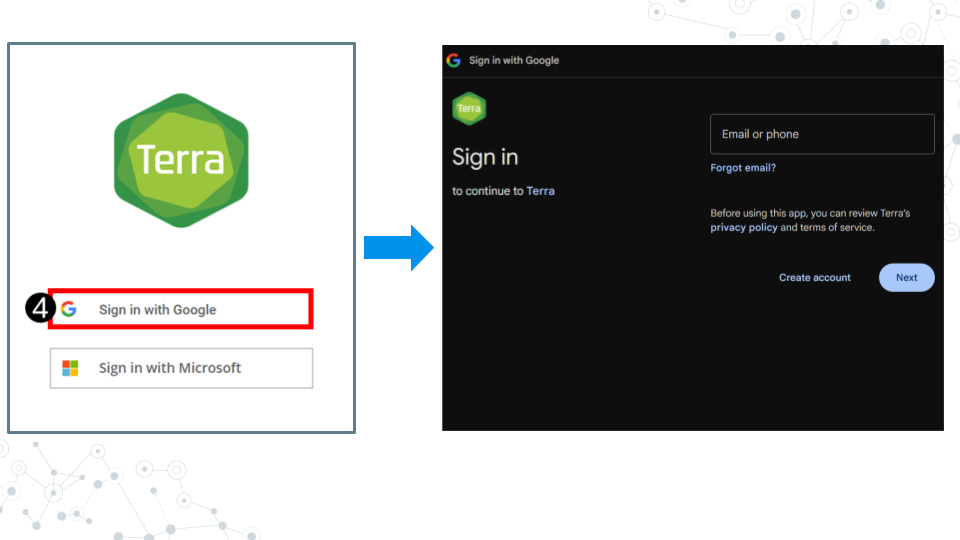 Terra
4
Sign in with Google
Sign in with Microsoft
Sign in with Google
Terra
Sign in
to continue to Terra
Email or phone
Forgot email?
Before using this app, you can review Terra's
privacy policy and terms of service.
Create account
Next